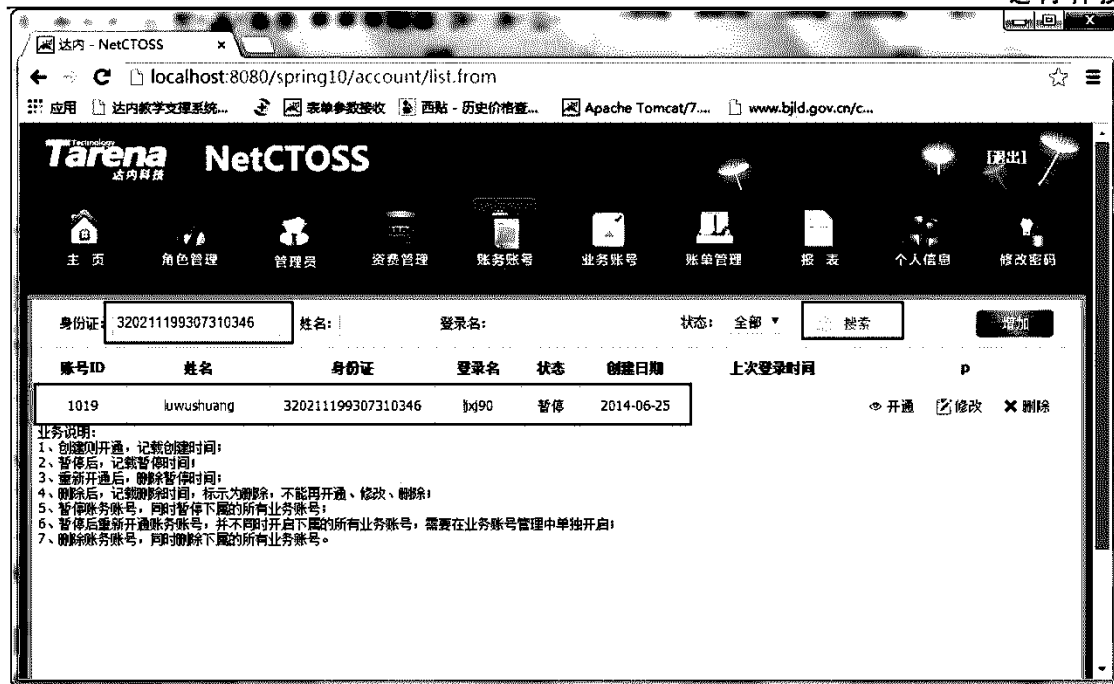 达内 - NetCTOSS
localhost:8080/spring10/account/list.from
应用 达内教学支撑系统... 表单参数接收 西贴 - 历史价格查... Apache Tomcat/7.... www.bjld.gov.cn/c...
Technology
Tarena NetCTOSS [退出]
达内科技
主 页 角色管理 管理员 资费管理 账务账号 业务账号 账单管理 报 表 个人信息 修改密码
身份证: 320211199307310346 姓名: 登录名: 状态: 全部 搜索 增加
账号ID 姓名 身份证 登录名 状态 创建日期 上次登录时间 p
1019 luwushuang 320211199307310346 ljxj90 暂停 2014-06-25 开通 修改 删除
业务说明:
1、创建则开通，记载创建时间；
2、暂停后，记载暂停时间；
3、重新开通后，删除暂停时间；
4、删除后，记载删除时间，标示为删除，不能再开通、修改、删除；
5、暂停账务账号，同时暂停下属的所有业务账号；
6、暂停后重新开通账务账号，并不同时开启下属的所有业务账号，需要在业务账号管理中单独开启；
7、删除账务账号，同时删除下属的所有业务账号。